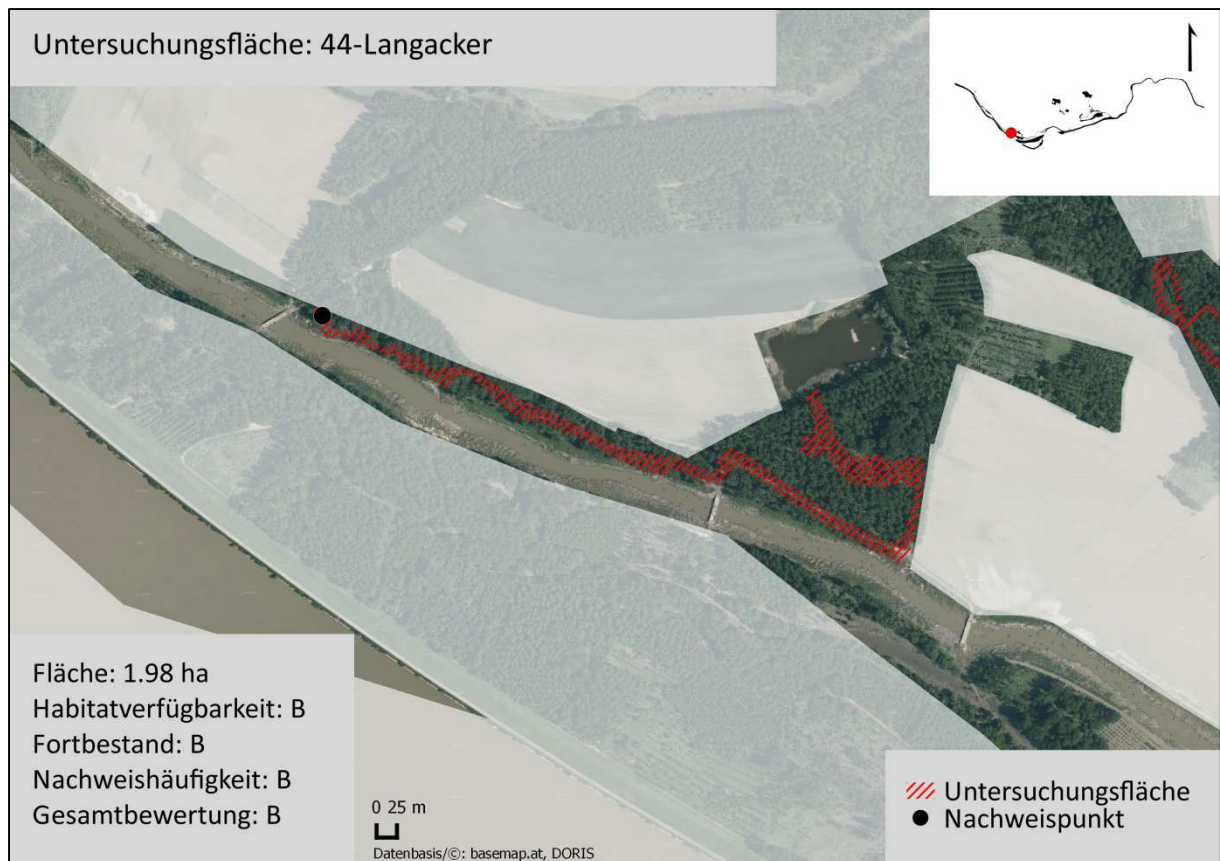 Untersuchungsfläche: 44-Langacker
Fläche: 1.98 ha
Habitatverfügbarkeit: B
Fortbestand: B
Nachweishäufigkeit: B
Gesamtbewertung: B
0 25 m
Datenbasis/©: basemap.at, DORIS
Untersuchungsfläche
Nachweispunkt